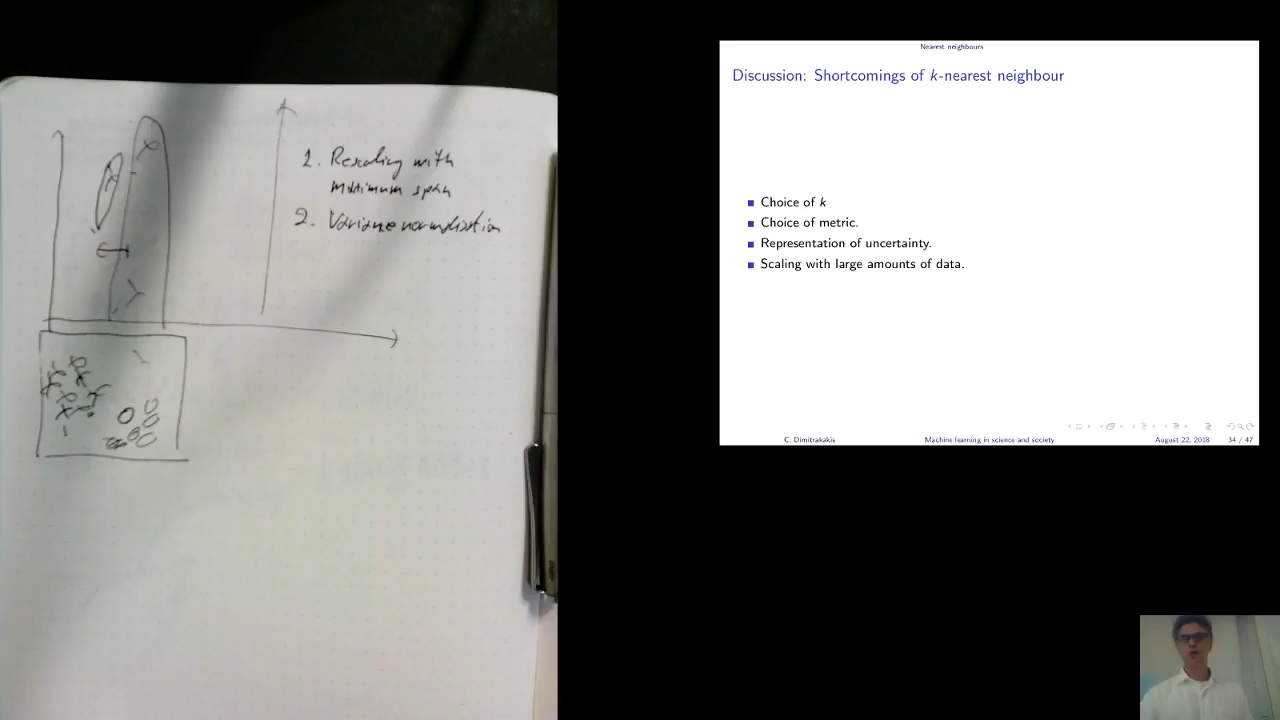 1. Rescaling with
maximum span
2. Variance normalization
Nearest neighbours
Discussion: Shortcomings of k-nearest neighbour
Choice of k
Choice of metric.
Representation of uncertainty.
Scaling with large amounts of data.
C. Dimitrakakis
Machine learning in science and society
August 22, 2018
34 / 47